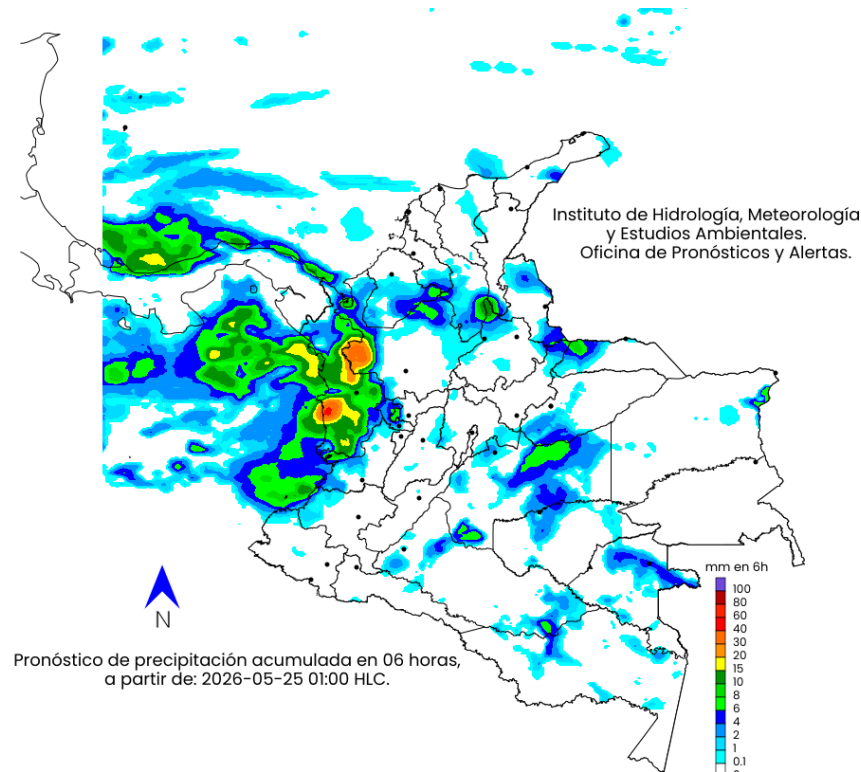 Instituto de Hidrología, Meteorología
y Estudios Ambientales.
Oficina de Pronósticos y Alertas.
mm en 6h
100
80
60
40
30
20
15
10
8
6
4
2
1
0.1
N
Pronóstico de precipitación acumulada en 06 horas,
a partir de: 2026-05-25 01:00 HLC.